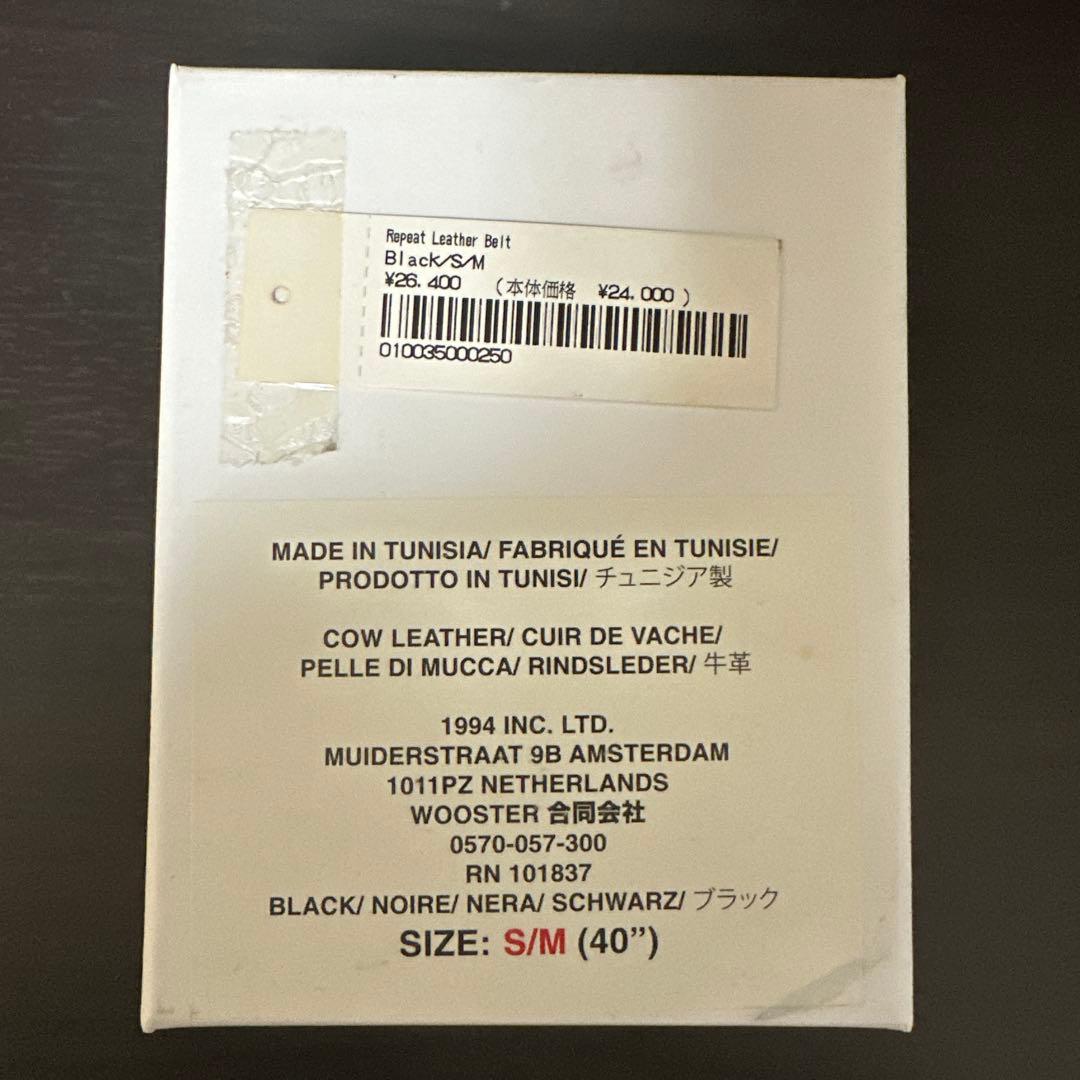 Repeat Leather Belt
Black/S/M
¥26.400 (本体価格 ¥24.000 )
010035000250
MADE IN TUNISIA/ FABRIQUÉ EN TUNISIE/
PRODOTTO IN TUNISI/ チュニジア製
COW LEATHER/ CUIR DE VACHE/
PELLE DI MUCCA/ RINDSLEDER/ 牛革
1994 INC. LTD.
MUIDERSTRAAT 9B AMSTERDAM
1011PZ NETHERLANDS
WOOSTER 合同会社
0570-057-300
RN 101837
BLACK/ NOIRE/ NERA/ SCHWARZ/ ブラック
SIZE: S/M (40”)